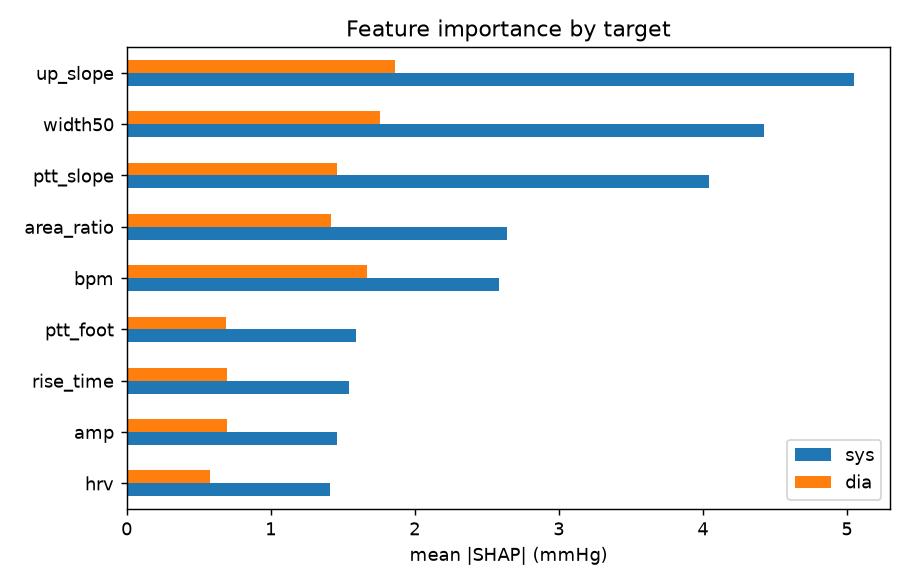 Feature importance by target
up_slope
width50
ptt_slope
area_ratio
bpm
ptt_foot
rise_time
amp
hrv
sys
dia
0 1 2 3 4 5
mean |SHAP| (mmHg)